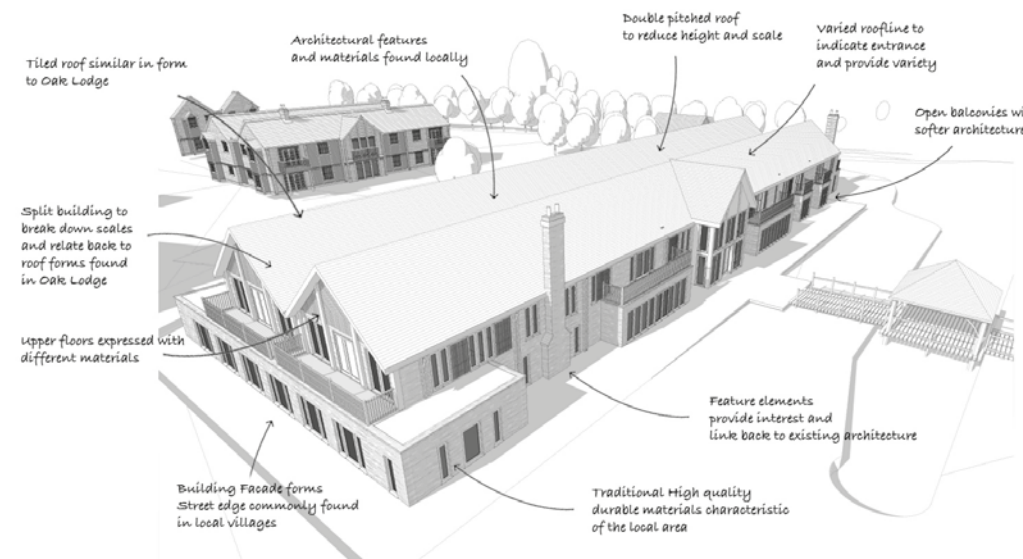 Tiled roof similar in form
to Oak Lodge
Architectural features
and materials found locally
Double pitched roof
to reduce height and scale
Varied roofline to
indicate entrance
and provide variety
Open balconies
softer architecture
Split building to
break down scales
and relate back to
roof forms found
in Oak Lodge
Upper floors expressed with
different materials
Feature elements
provide interest and
link back to existing architecture
Building Facade forms
Street edge commonly found
in local villages
Traditional High quality
durable materials characteristic
of the local area